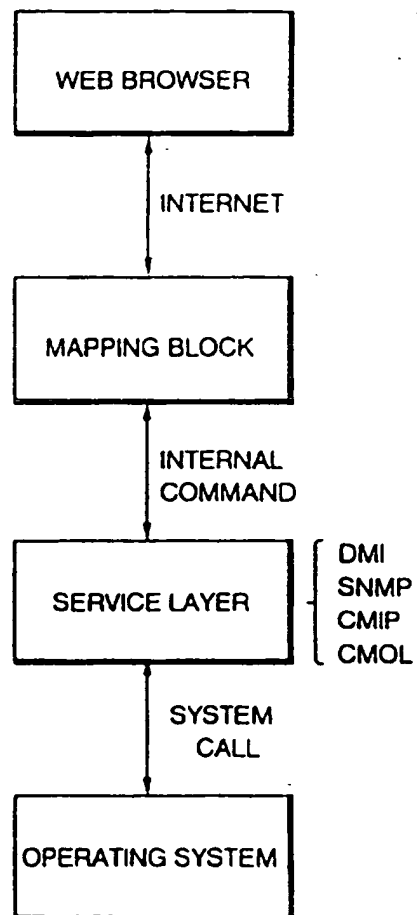 WEB BROWSER
INTERNET
MAPPING BLOCK
INTERNAL
COMMAND
SERVICE LAYER
DMI
SNMP
CMIP
CMOL
SYSTEM
CALL
OPERATING SYSTEM